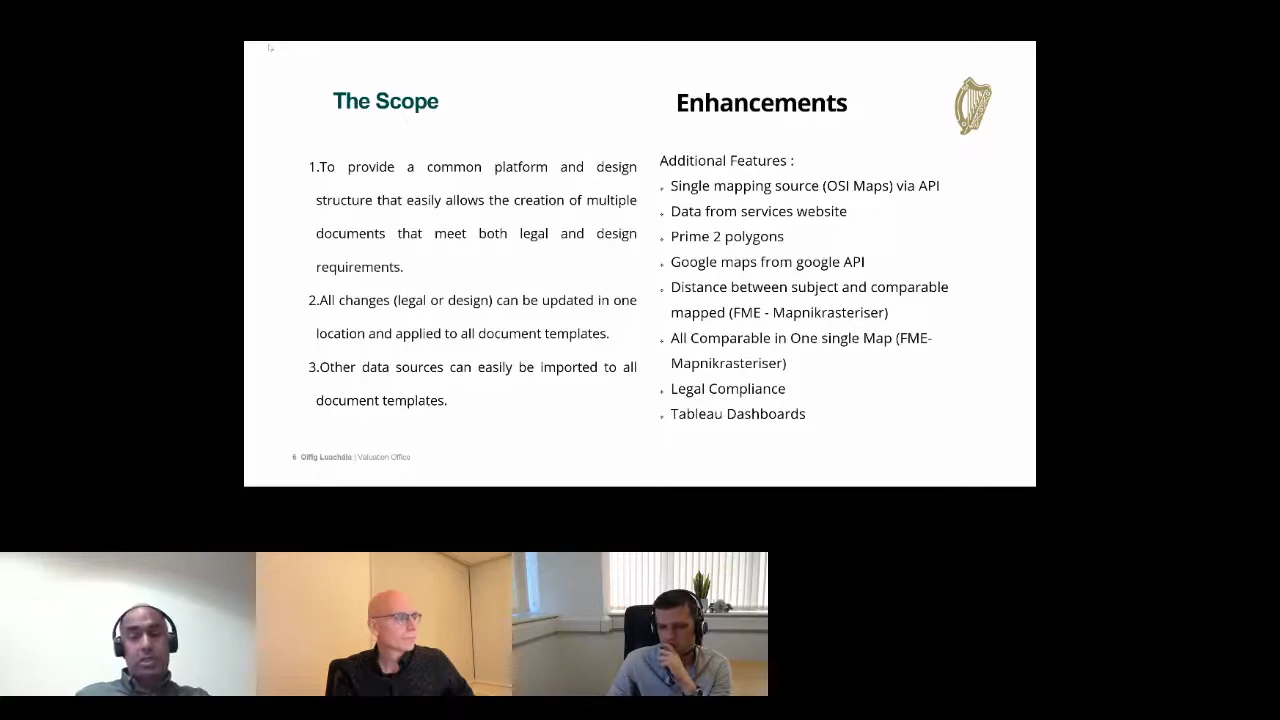 The Scope
1.To provide a common platform and design
structure that easily allows the creation of multiple
documents that meet both legal and design
requirements.
2.All changes (legal or design) can be updated in one
location and applied to all document templates.
3.Other data sources can easily be imported to all
document templates.
Enhancements
Additional Features :
Single mapping source (OSI Maps) via API
Data from services website
Prime 2 polygons
Google maps from google API
Distance between subject and comparable
mapped (FME - Mapnikrasteriser)
All Comparable in One single Map (FME-
Mapnikrasteriser)
Legal Compliance
Tableau Dashboards
6 Oifig Luachála | Valuation Office